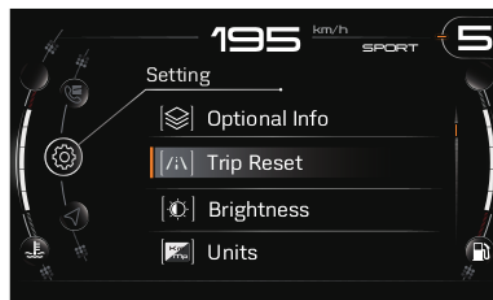 195 km/h SPORT 5
Setting
Optional Info
Trip Reset
Brightness
Units